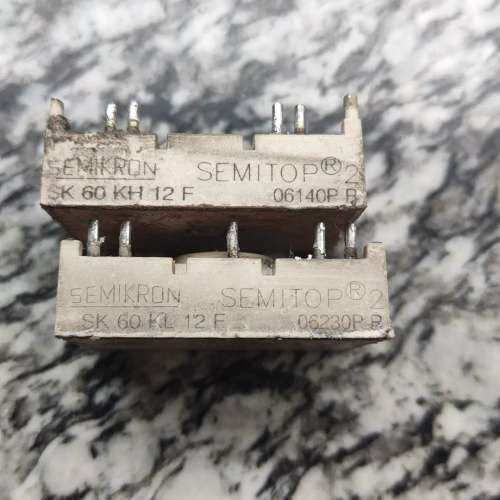 SEMIKRON SEMITOP® 2
SK 60 KH 12 F 06140P R
SEMIKRON SEMITOP® 2
SK 60 KL 12 F 06230P R